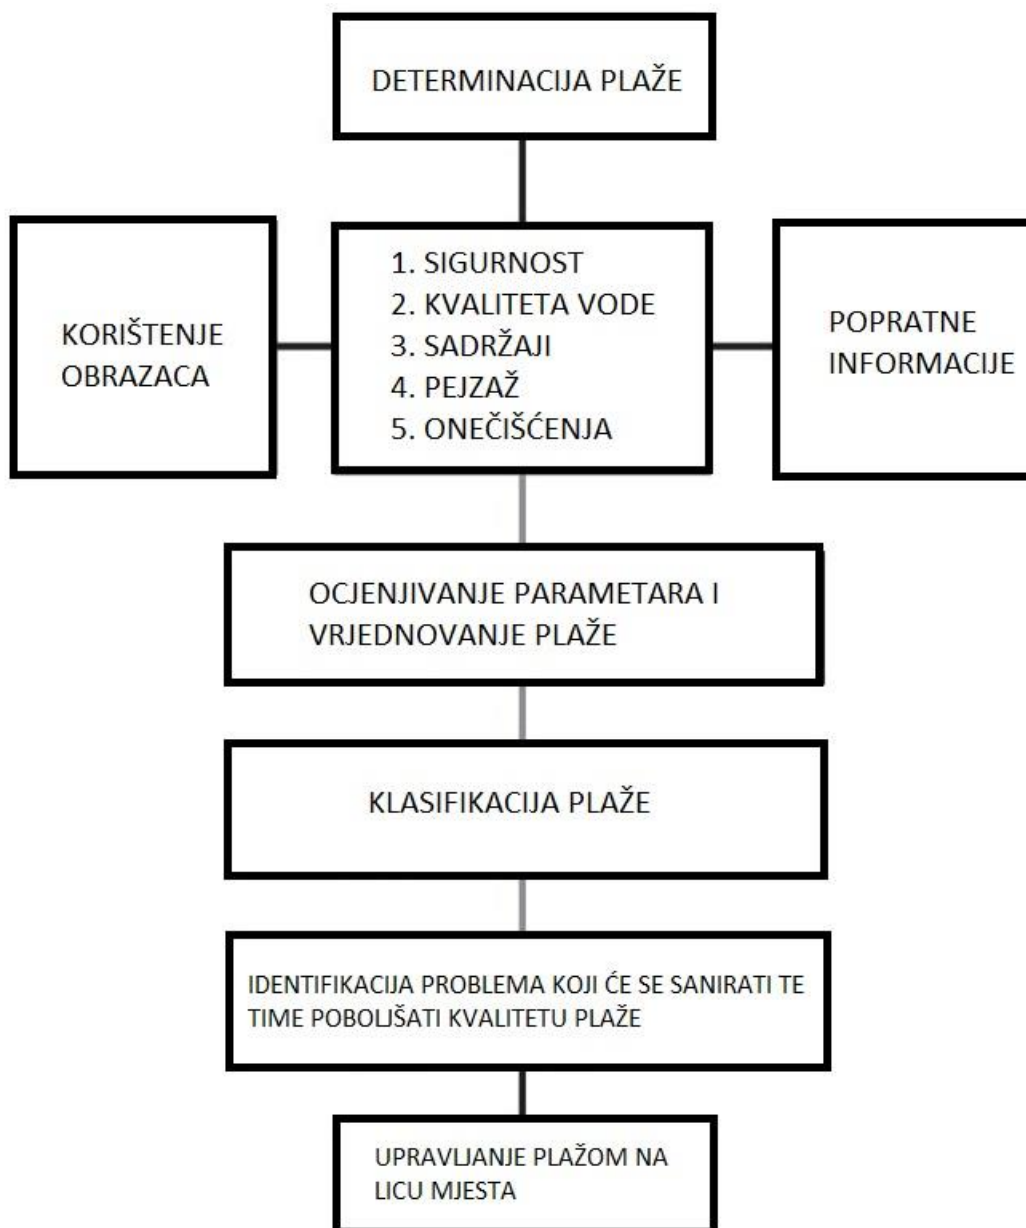 DETERMINACIJA PLAŽE
KORIŠTENJE
OBRAZACA
1. SIGURNOST
2. KVALITETA VODE
3. SADRŽAJI
4. PEJZAŽ
5. ONEČIŠĆENJA
POPRATNE
INFORMACIJE
OCJENJIVANJE PARAMETARA I
VRJEDNOVANJE PLAŽE
KLASIFIKACIJA PLAŽE
IDENTIFIKACIJA PROBLEMA KOJI ĆE SE SANIRATI TE
TIME POBOLJŠATI KVALITETU PLAŽE
UPRAVLJANJE PLAŽOM NA
LICU MJESTA